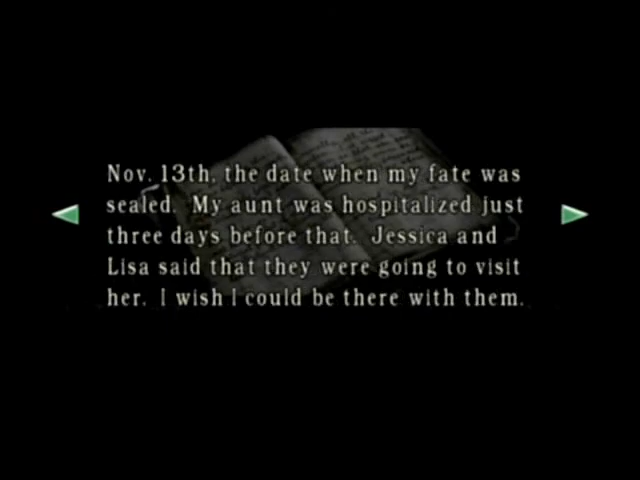 Nov. 13th, the date when my fate was
sealed. My aunt was hospitalized just
three days before that. Jessica and
Lisa said that they were going to visit
her. I wish I could be there with them.